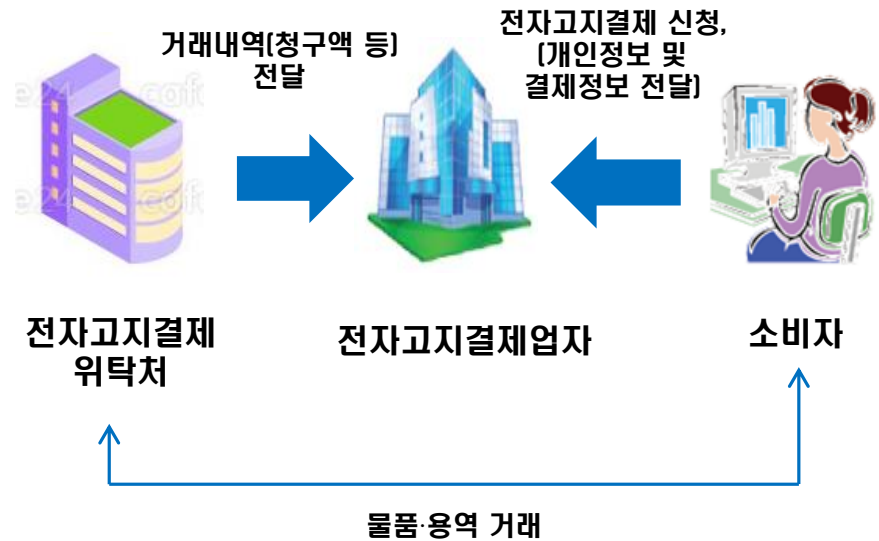 거래내역(청구액 등)
전달
전자고지결제 신청,
(개인정보 및
결제정보 전달)
전자고지결제
위탁처
전자고지결제업자
소비자
물품·용역 거래